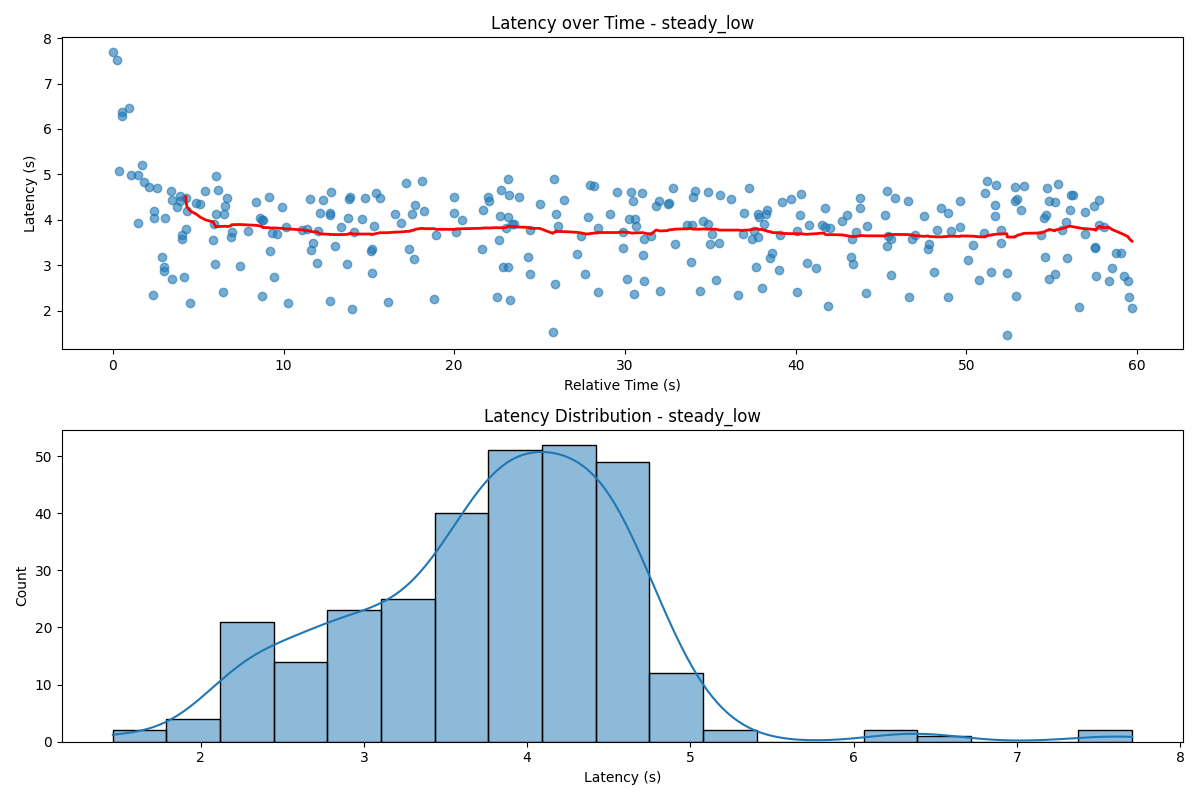 Latency over Time - steady_low
8
7
6
5
4
3
2
Latency (s)
0 10 20 30 40 50 60
Relative Time (s)
Latency Distribution - steady_low
50
40
30
20
10
0
Count
2 3 4 5 6 7 8
Latency (s)